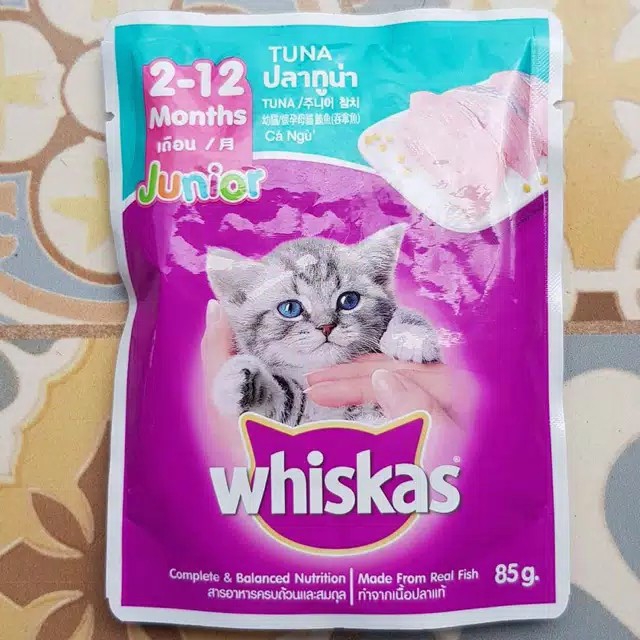 2-12
Months
เดือน / 月
Junior
TUNA
ปลาทูน่า
TUNA /주니어 참치
Cá Ngừ
whiskas
Complete & Balanced Nutrition
สารอาหารครบถ้วนและสมดุล
Made From Real Fish
ทำจากเนื้อปลาแท้
85g.